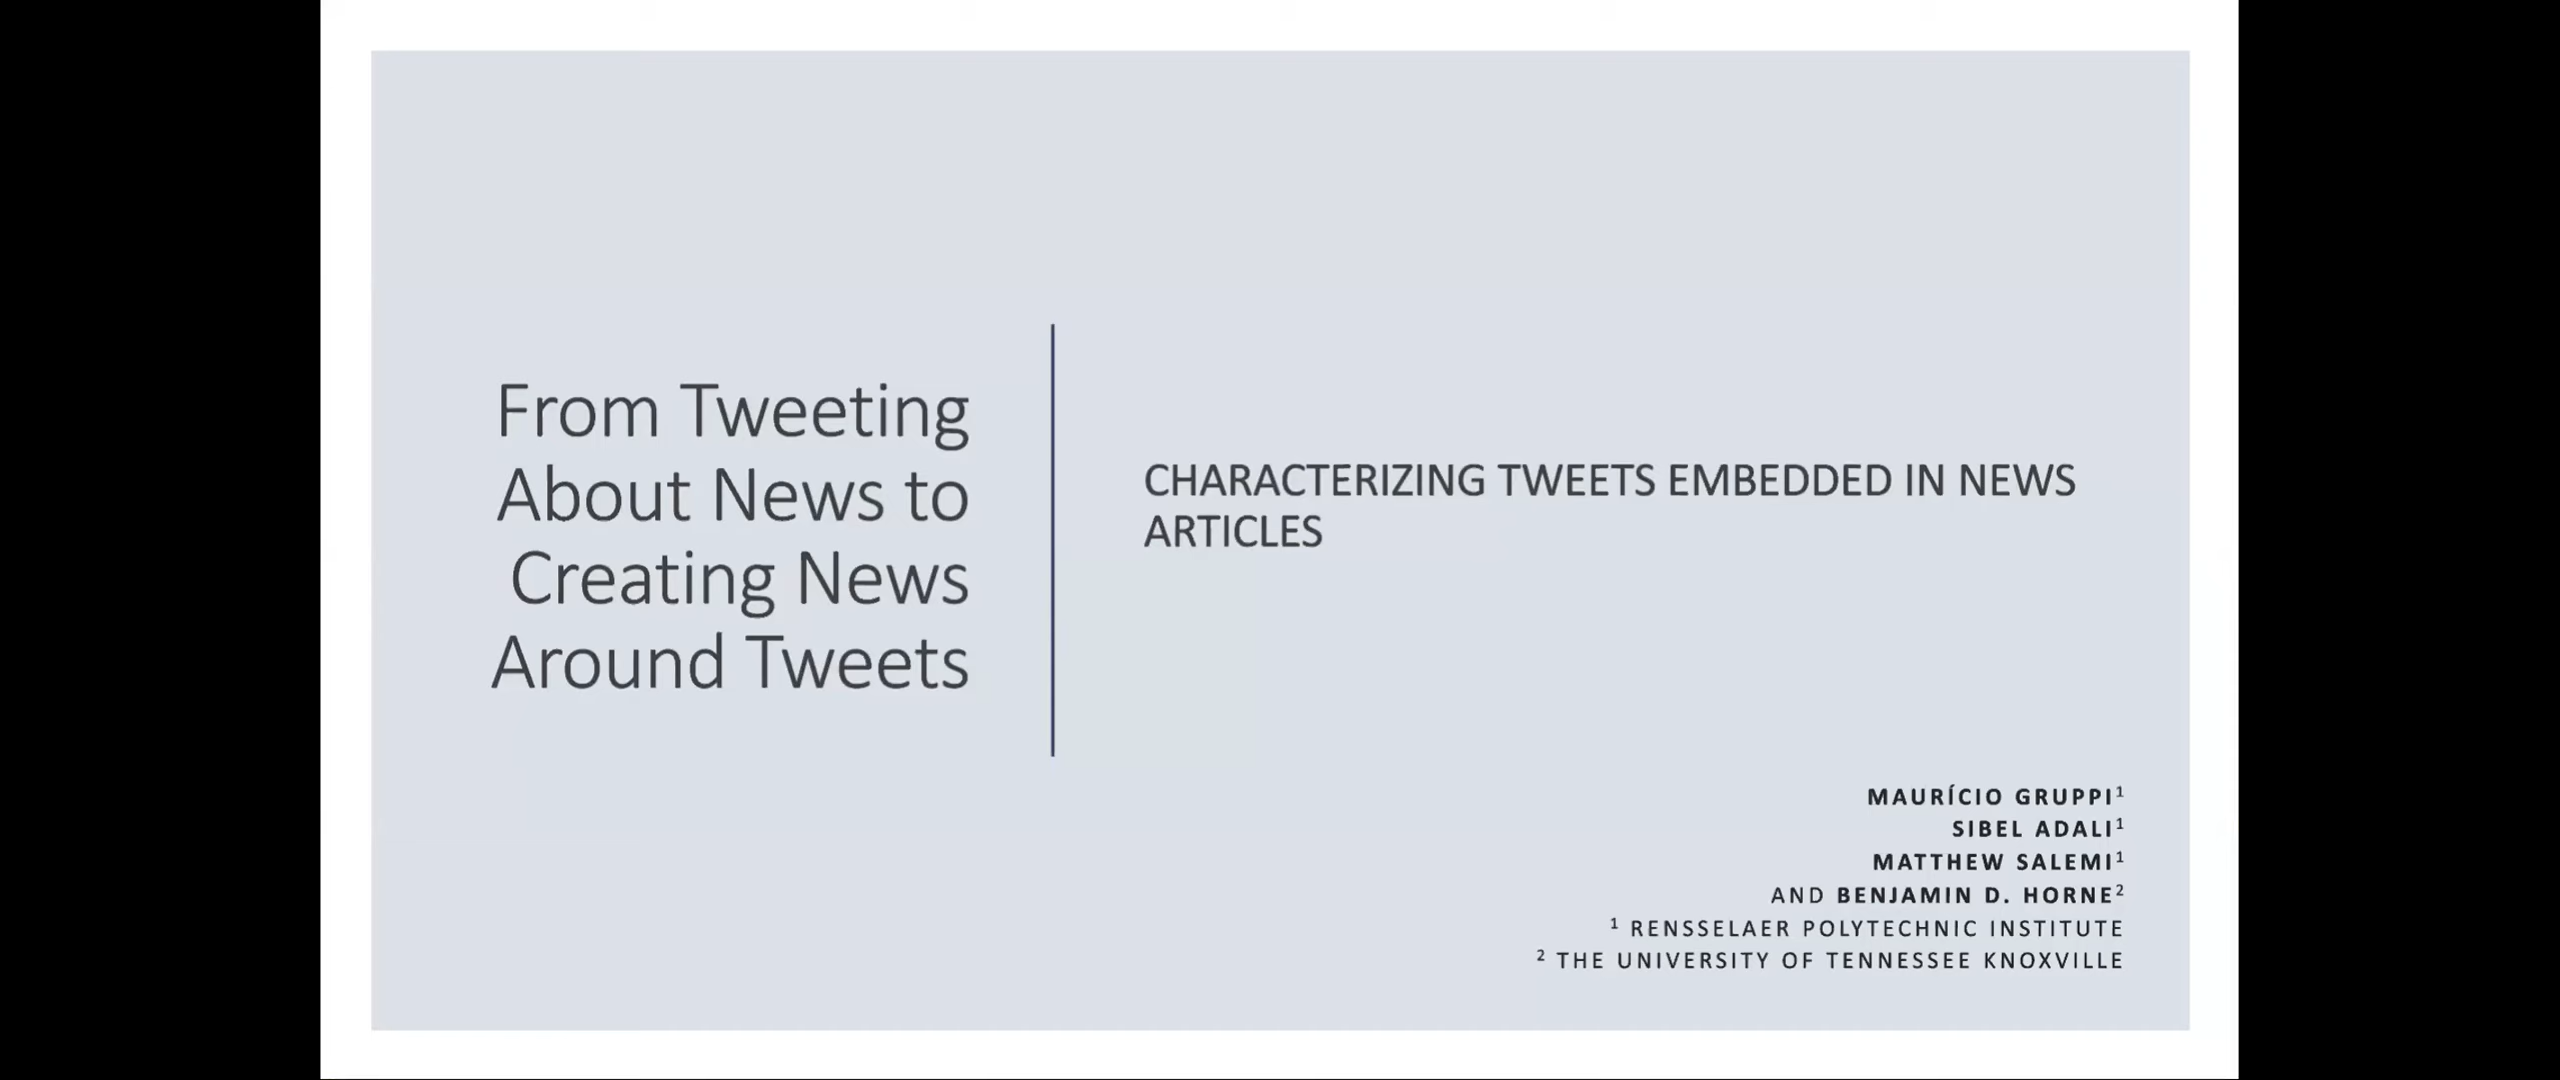 From Tweeting
About News to
Creating News
Around Tweets
CHARACTERIZING TWEETS EMBEDDED IN NEWS
ARTICLES
MAURÍCIO GRUPPI¹
SIBEL ADALI¹
MATTHEW SALEMI¹
AND BENJAMIN D. HORNE²
¹ RENSSELAER POLYTECHNIC INSTITUTE
² THE UNIVERSITY OF TENNESSEE KNOXVILLE